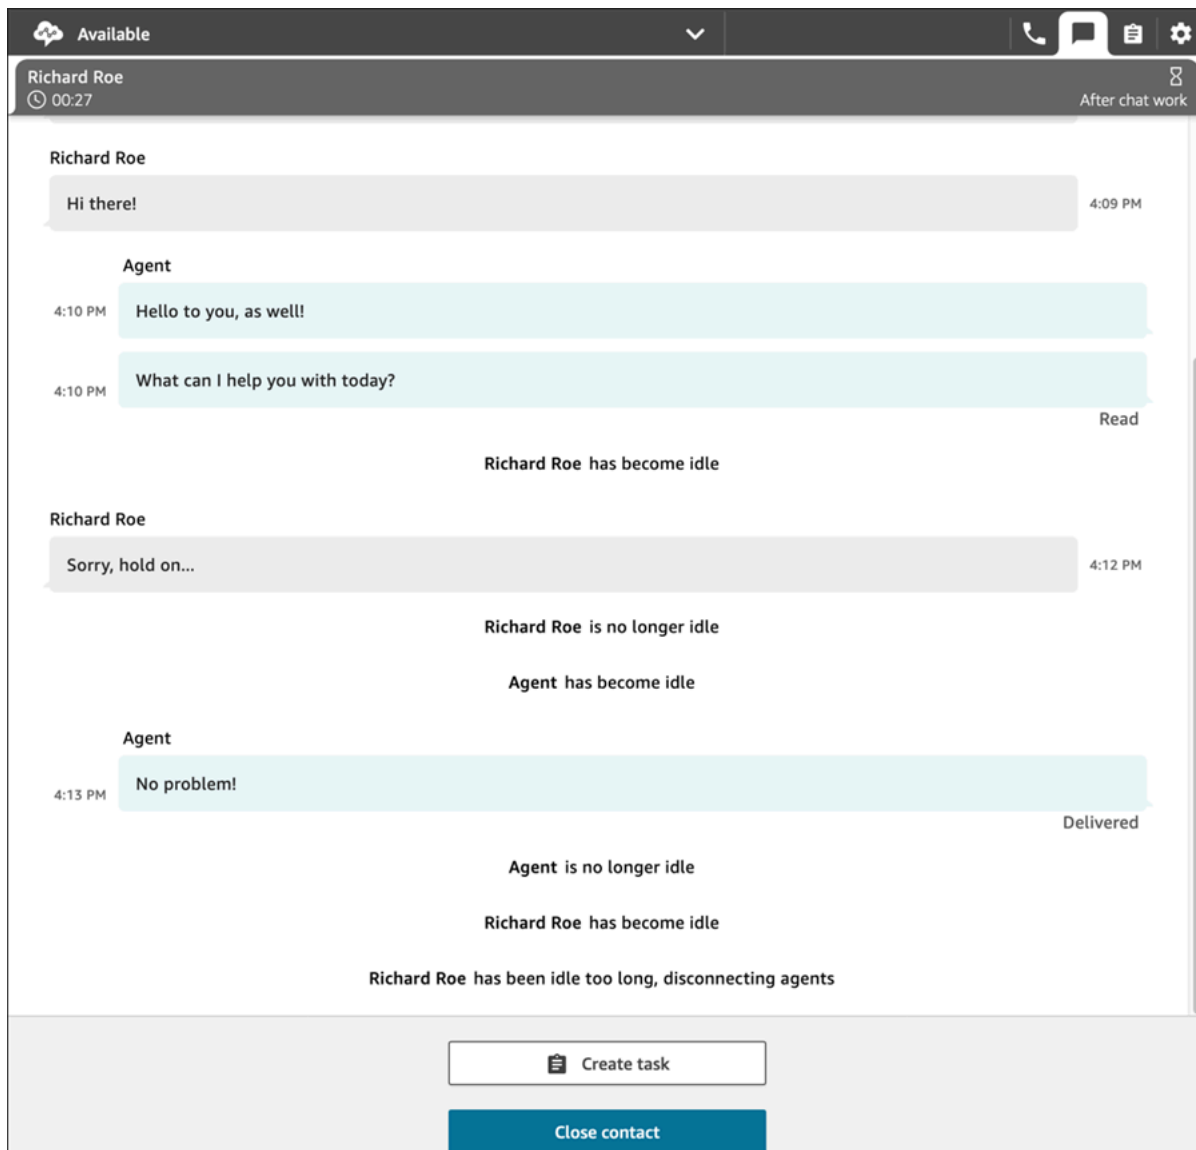 Available
Richard Roe
00:27
After chat work
Richard Roe
Hi there!
4:09 PM
Agent
4:10 PM
Hello to you, as well!
4:10 PM
What can I help you with today?
Read
Richard Roe has become idle
Richard Roe
Sorry, hold on...
4:12 PM
Richard Roe is no longer idle
Agent has become idle
Agent
4:13 PM
No problem!
Delivered
Agent is no longer idle
Richard Roe has become idle
Richard Roe has been idle too long, disconnecting agents
Create task
Close contact